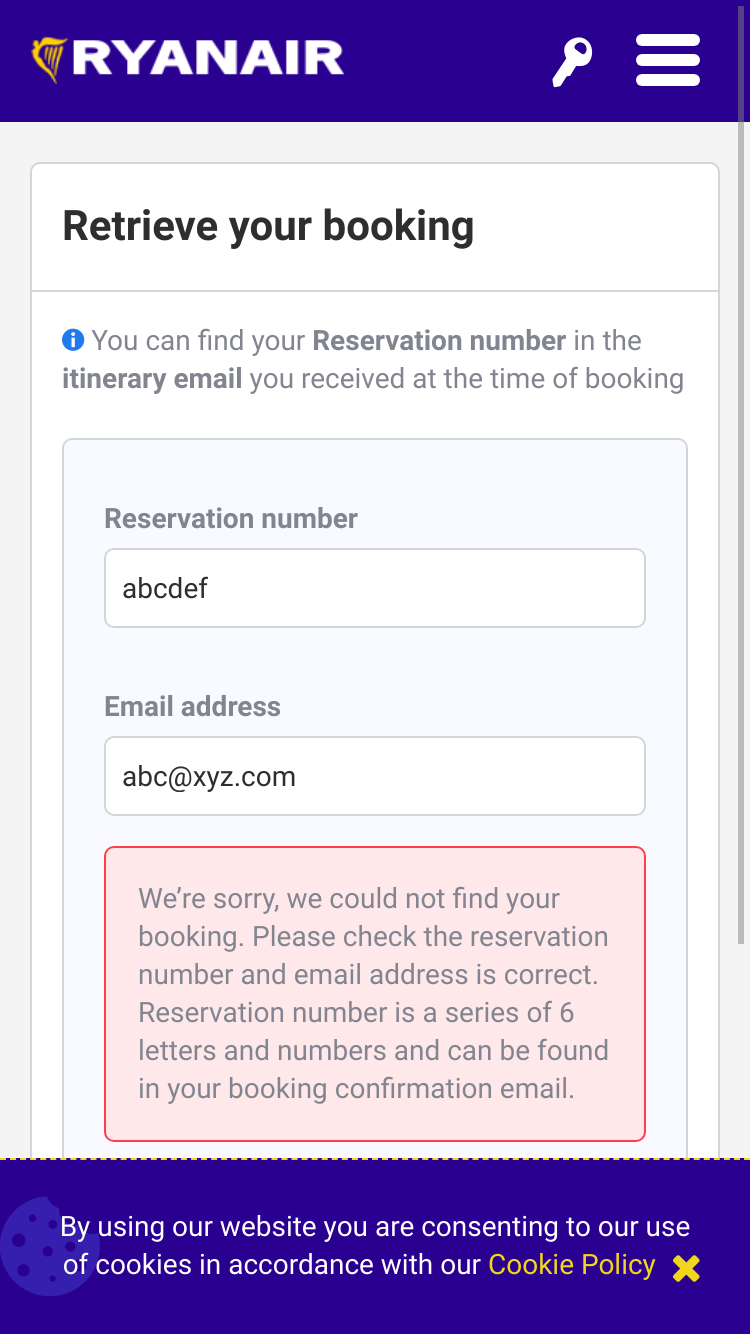 RYANAIR
Retrieve your booking
You can find your Reservation number in the
itinerary email you received at the time of booking
Reservation number
abcdef
Email address
abc@xyz.com
We’re sorry, we could not find your
booking. Please check the reservation
number and email address is correct.
Reservation number is a series of 6
letters and numbers and can be found
in your booking confirmation email.
By using our website you are consenting to our use
of cookies in accordance with our Cookie Policy